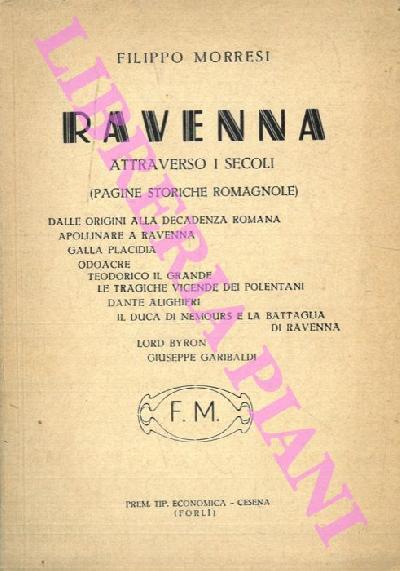 FILIPPO MORRESI
RAVENNA
ATTRAVERSO I SECOLI
(PAGINE STORICHE ROMAGNOLE)
DALLE ORIGINI ALLA DECADENZA ROMANA
APOLLINARE A RAVENNA
GALLA PLACIDIA
ODOACRE
TEODORICO IL GRANDE
LE TRAGICHE VICENDE DEI POLENTANI
DANTE ALIGHIERI
IL DUCA DI NEMOURS E LA BATTAGLIA
DI RAVENNA
LORD BYRON
GIUSEPPE GARIBALDI
F. M.
PREM. TIP. ECONOMICA - CESENA
(FORLÌ)
LIBRERIA PIANI